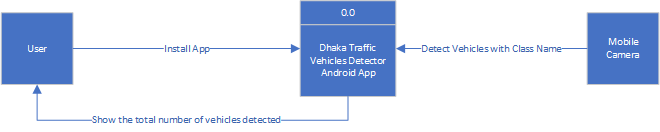 0.0
User
Install App
Dhaka Traffic
Vehicles Detector
Android App
Detect Vehicles with Class Name
Mobile
Camera
Show the total number of vehicles detected